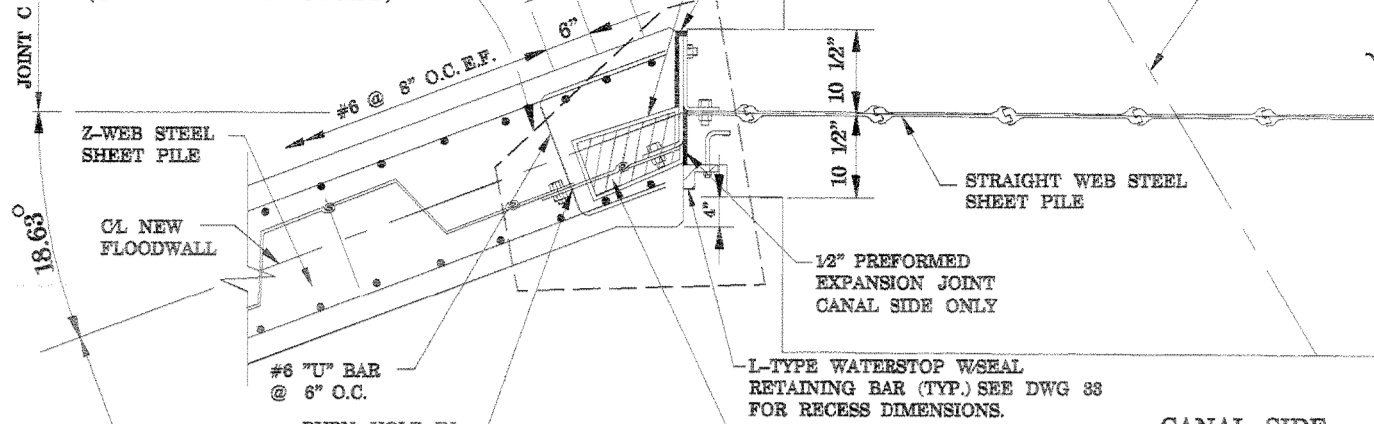 JOINT C
6"
#6 @ 8" O.C. E.F.
10 1/2"
10 1/2"
Z-WEB STEEL
SHEET PILE
STRAIGHT WEB STEEL
SHEET PILE
4"
C/L NEW
FLOODWALL
18.63°
1/2" PREFORMED
EXPANSION JOINT
CANAL SIDE ONLY
#6 "U" BAR
@ 6" O.C.
L-TYPE WATERSTOP W/SEAL
RETAINING BAR (TYP.) SEE DWG 33
FOR RECESS DIMENSIONS.
CANAL SIDE